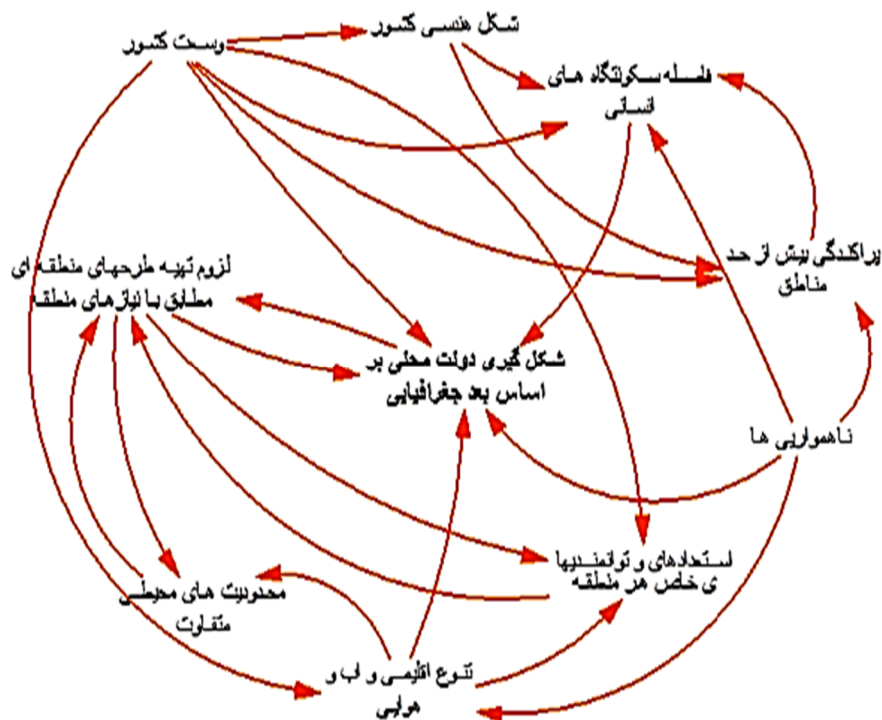 شکل هندسی کشور
وسعت کشور
فاصله سکونتگاه های
انسانی
پراکندگی بیش از حد
مناطق
لزوم تهیه طرحهای منطقه ای
مطابق با نیازهای منطقه
شکل گیری دولت محلی بر
اساس بعد جغرافیایی
ناهمواریی ها
استعدادهای و توانمندیها
ی خاص هر منطقه
محدودیت های محیطی
متفاوت
تنوع اقلیمی و اب و
هوایی